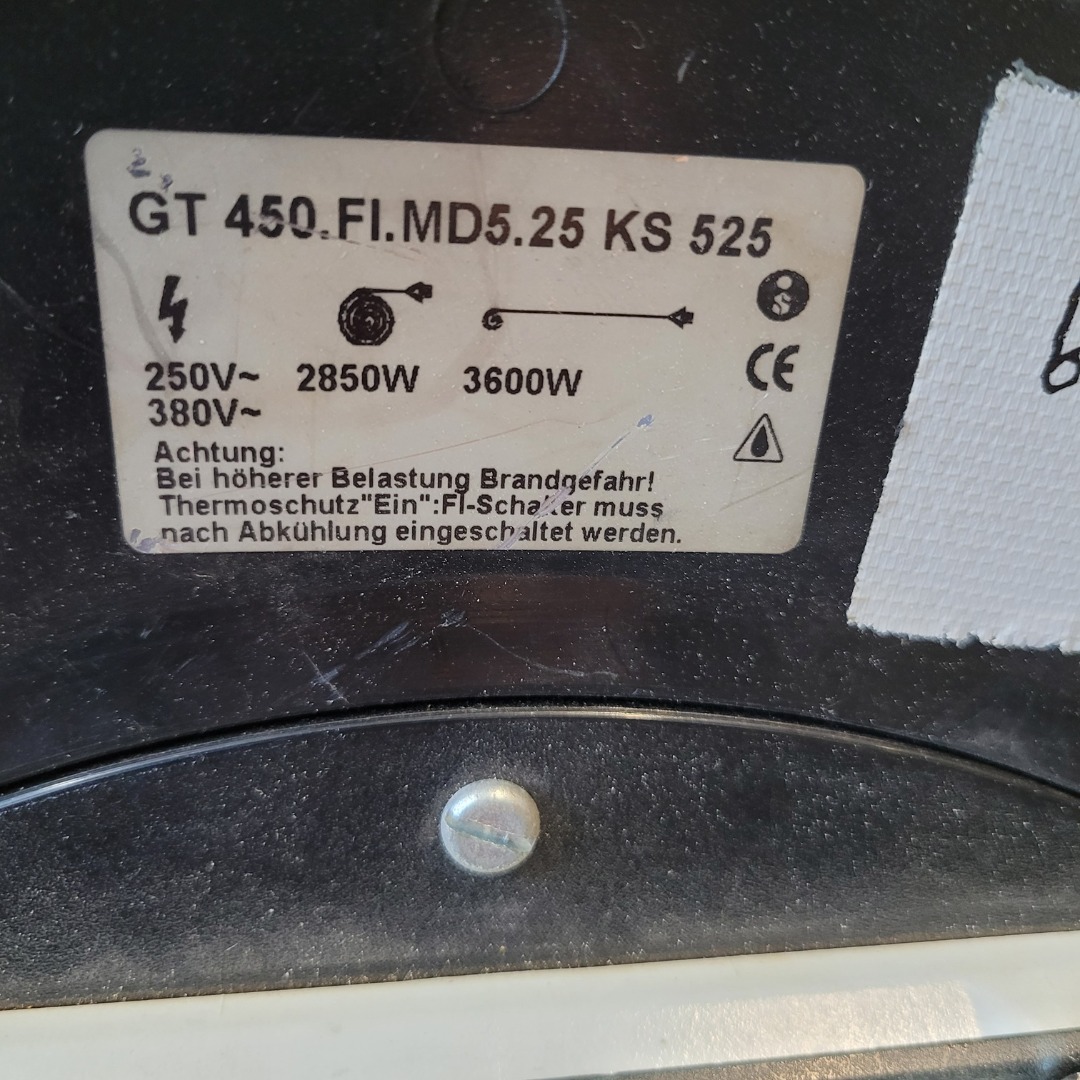 GT 450.FI.MD5.25 KS 525
250V~ 2850W 3600W
380V~
CE
Achtung:
Bei höherer Belastung Brandgefahr!
Thermoschutz"Ein":FI-Schalter muss
nach Abkühlung eingeschaltet werden.